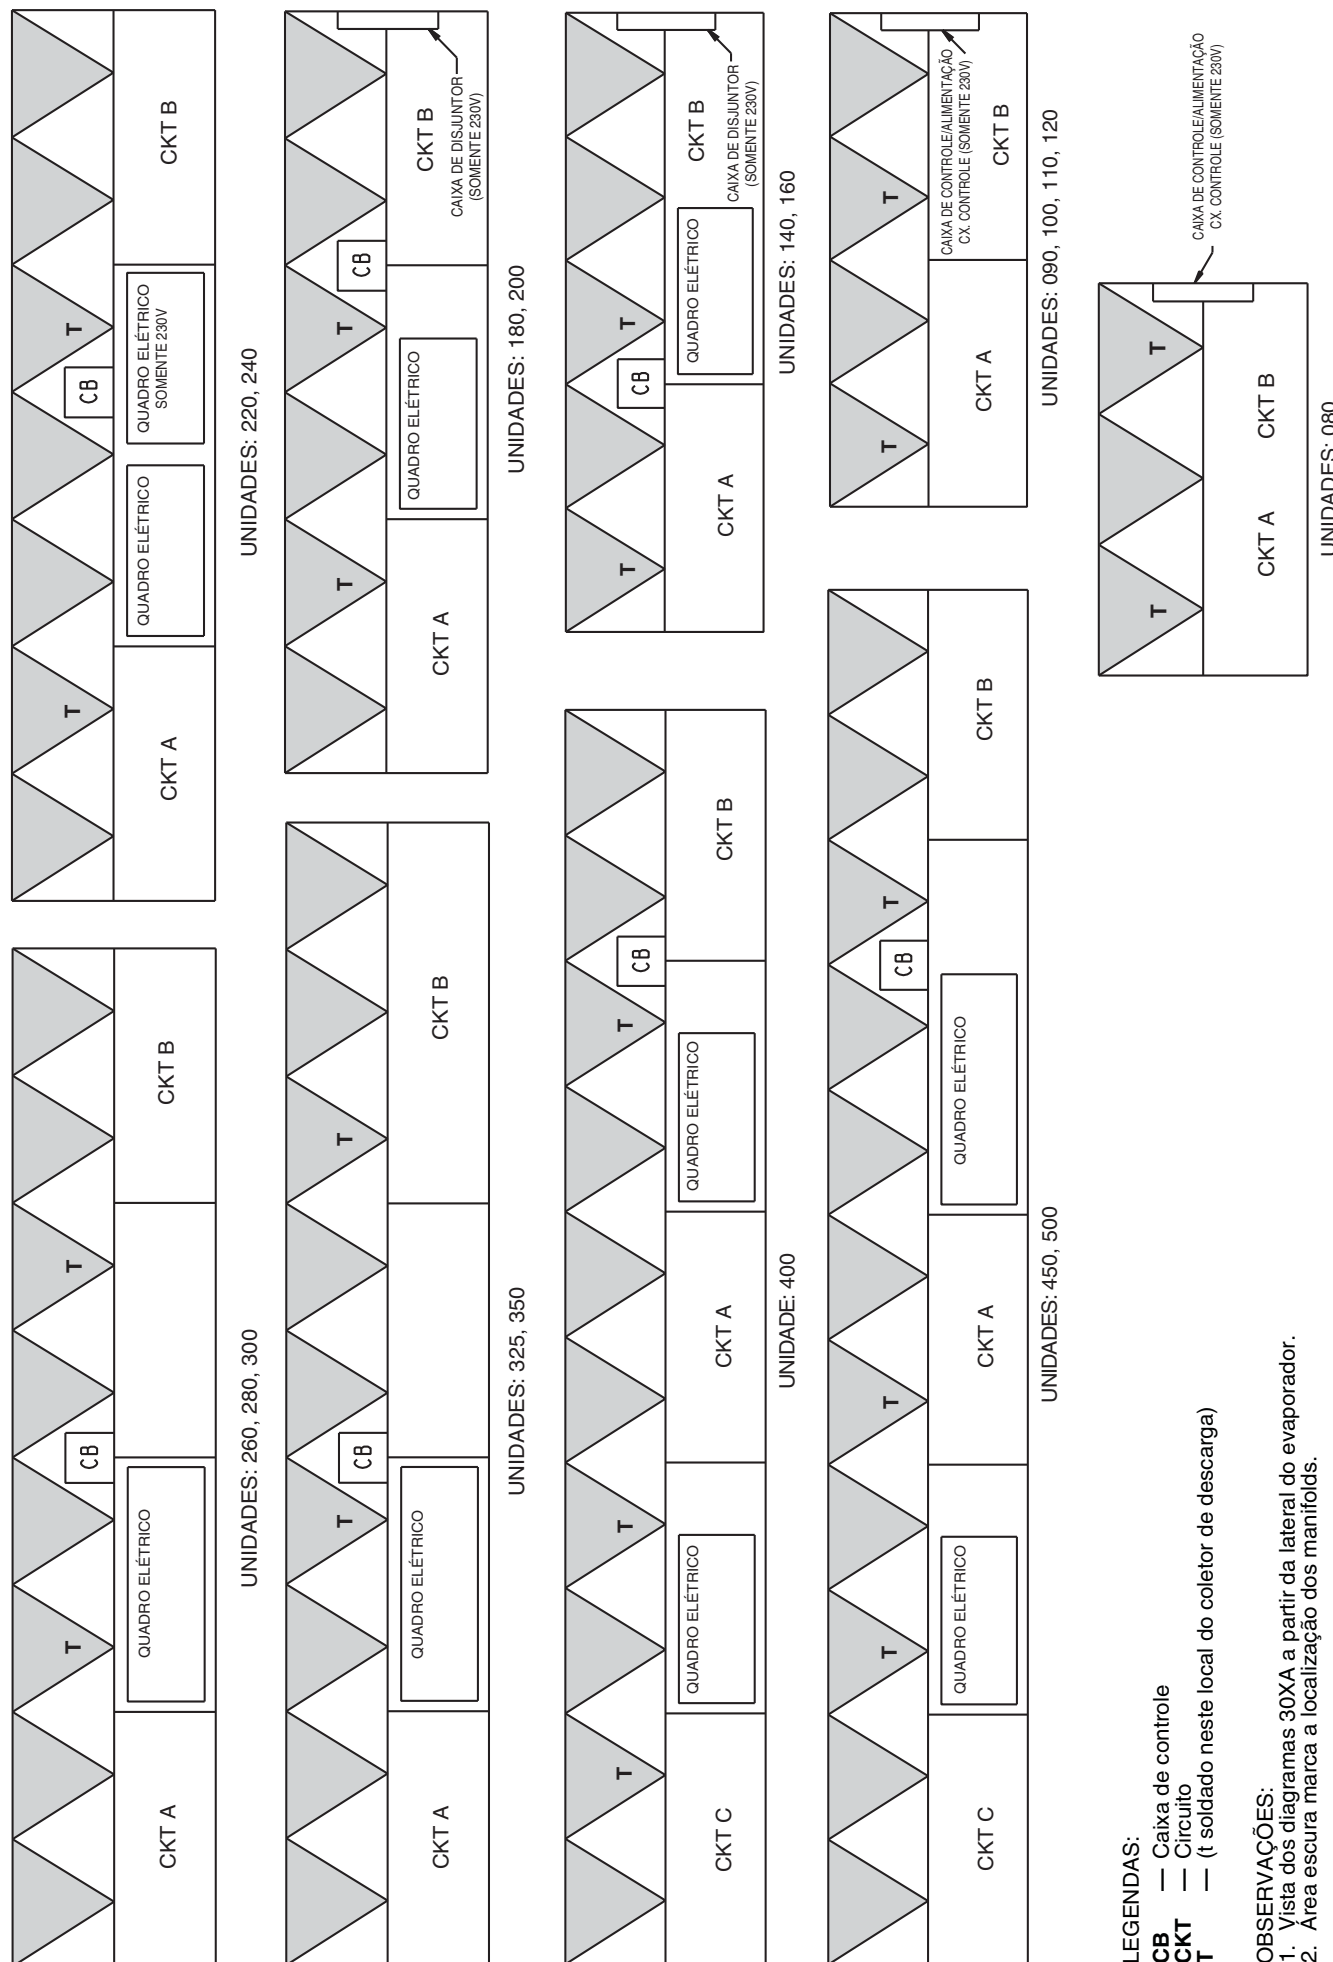 CKT A
QUADRO ELÉTRICO
CB
T
T
CKT B
UNIDADES: 260, 280, 300
CKT A
T
QUADRO ELÉTRICO
CB
QUADRO ELÉTRICO
SOMENTE 230V
T
CKT B
UNIDADES: 220, 240
CKT A
QUADRO ELÉTRICO
T
CB
T
CKT B
UNIDADES: 325, 350
CKT A
T
QUADRO ELÉTRICO
T
CB
CKT B
CAIXA DE DISJUNTOR
(SOMENTE 230V)
UNIDADES: 180, 200
CKT C
T
QUADRO ELÉTRICO
T
CKT A
QUADRO ELÉTRICO
T
CB
CKT B
UNIDADE: 400
T
CKT A
CB
T
QUADRO ELÉTRICO
CKT B
CAIXA DE DISJUNTOR
(SOMENTE 230V)
UNIDADES: 140, 160
CKT C
QUADRO ELÉTRICO
T
T
CKT A
QUADRO ELÉTRICO
CB
T
CKT B
UNIDADES: 450, 500
T
CKT A
T
CAIXA DE CONTROLE/ALIMENTAÇÃO
CX. CONTROLE (SOMENTE 230V)
CKT B
UNIDADES: 090, 100, 110, 120
T
CKT A
CKT B
T
CAIXA DE CONTROLE/ALIMENTAÇÃO
CX. CONTROLE (SOMENTE 230V)
UNIDADES: 080
LEGENDAS:
CB — Caixa de controle
CKT — Circuito
T — (t soldado neste local do coletor de descarga)
OBSERVAÇÕES:
1. Vista dos diagramas 30XA a partir da lateral do evaporador.
2. Área escura marca a localização dos manifolds.